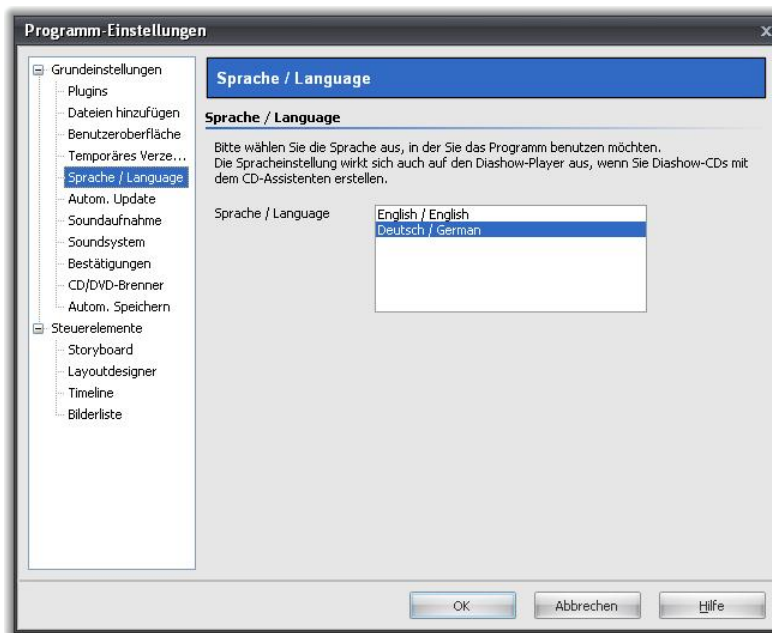 Programm-Einstellungen
x
Grundeinstellungen
Plugins
Dateien hinzufügen
Benutzeroberfläche
Temporäres Verze...
Sprache / Language
Autom. Update
Soundaufnahme
Soundsystem
Bestätigungen
CD/DVD-Brenner
Autom. Speichern
Steuerelemente
Storyboard
Layoutdesigner
Timeline
Bilderliste
Sprache / Language
Sprache / Language
Bitte wählen Sie die Sprache aus, in der Sie das Programm benutzen möchten.
Die Spracheinstellung wirkt sich auch auf den Diashow-Player aus, wenn Sie Diashow-CDs mit
dem CD-Assistenten erstellen.
Sprache / Language
English / English
Deutsch / German
OK
Abbrechen
Hilfe